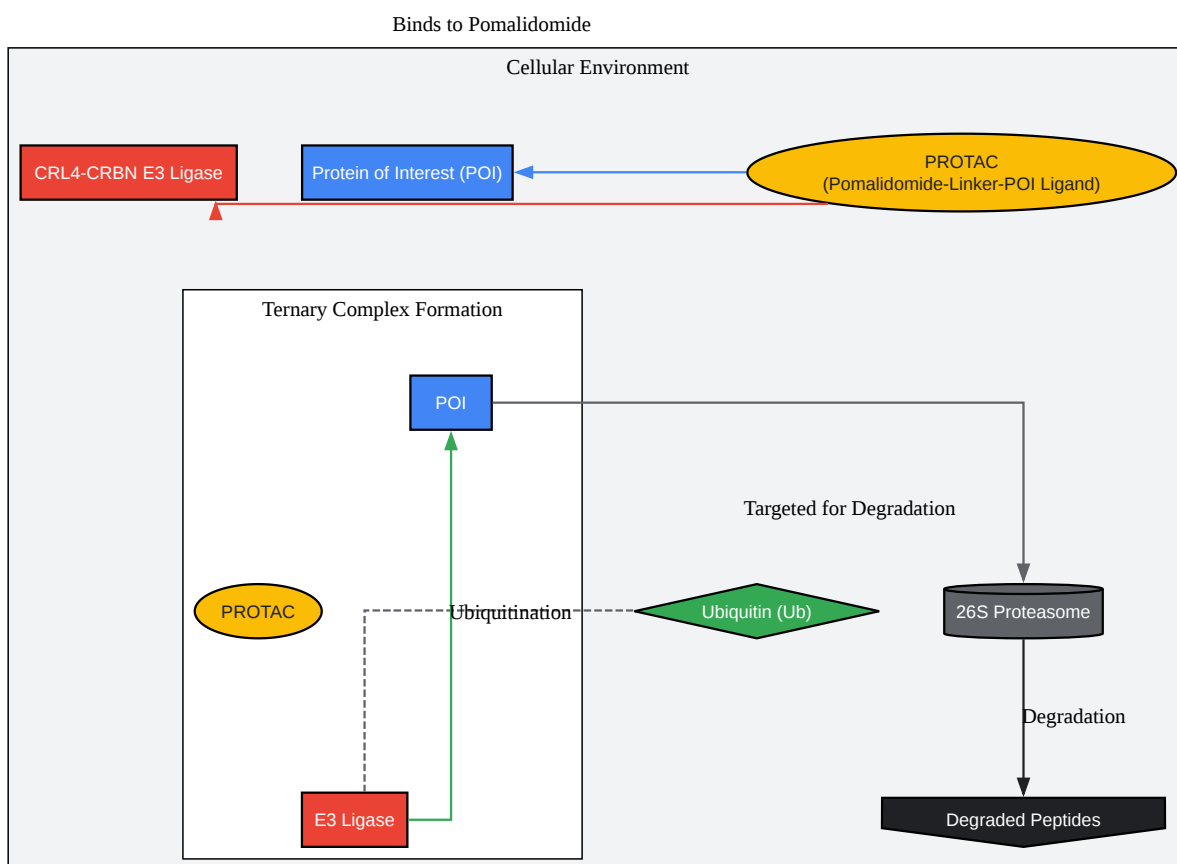 Binds to Pomalidomide
Cellular Environment
CRL4-CRBN E3 Ligase
Protein of Interest (POI)
PROTAC
(Pomalidomide-Linker-POI Ligand)
Ternary Complex Formation
POI
Targeted for Degradation
PROTAC
Ubiquitination
Ubiquitin (Ub)
26S Proteasome
Degradation
E3 Ligase
Degraded Peptides